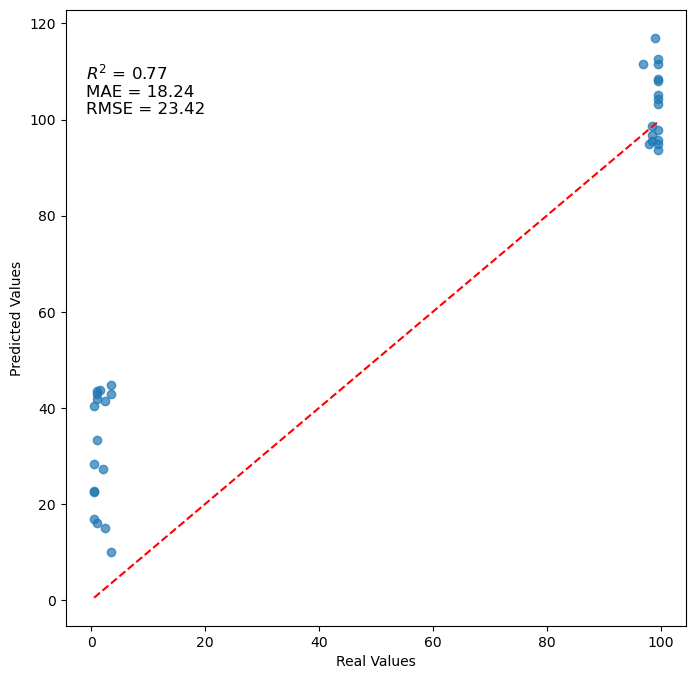 120
100
80
60
40
20
0
Predicted Values
R² = 0.77
MAE = 18.24
RMSE = 23.42
0 20 40 60 80 100
Real Values